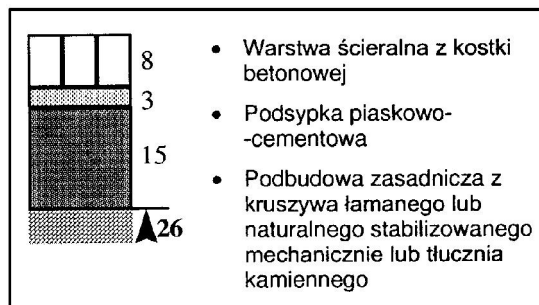 8
3
15
26
• Warstwa ścieralna z kostki
betonowej
• Podsypka piaskowo-
-cementowa
• Podbudowa zasadnicza z
kruszywa łamanego lub
naturalnego stabilizowanego
mechanicznie lub tłucznia
kamiennego